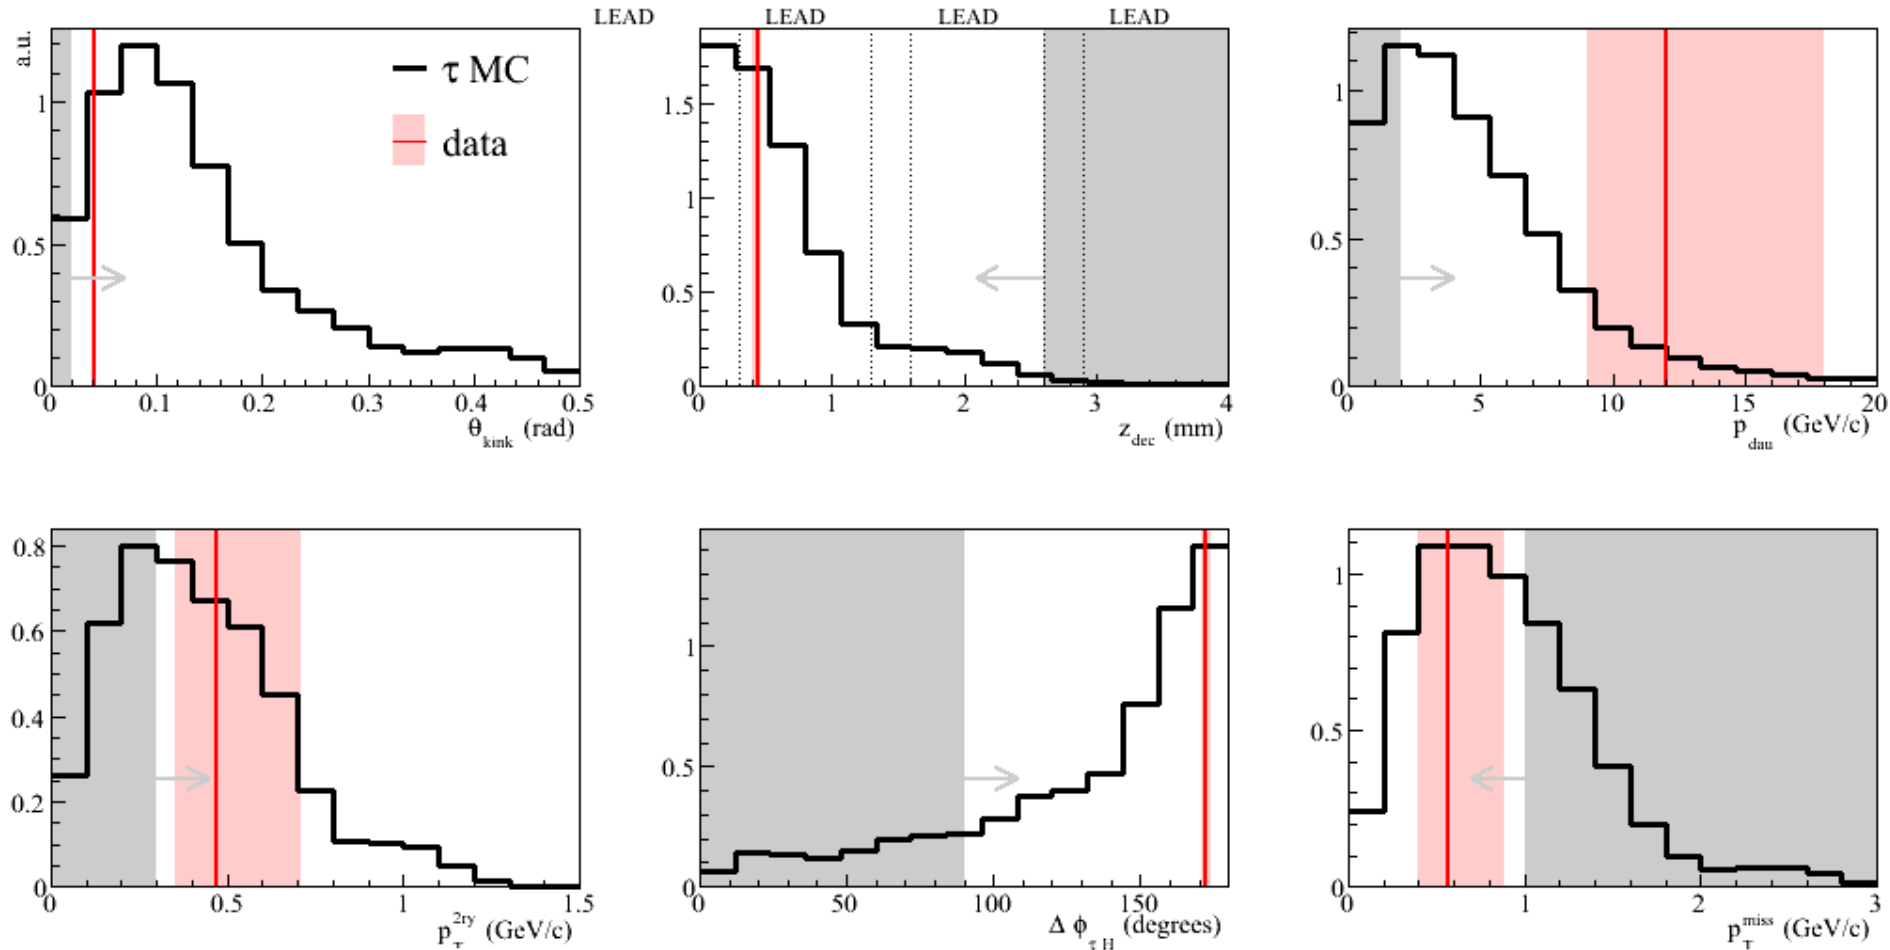 LEAD LEAD LEAD LEAD
a.u.
τ MC
data
1
0.5
0
0 0.1 0.2 0.3 0.4 0.5
θkink (rad)
1.5
1
0.5
0
0 1 2 3 4
zdec (mm)
1
0.5
0
0 5 10 15 20
pdau (GeV/c)
0.8
0.6
0.4
0.2
0
0 0.5 1 1.5
pT2ry (GeV/c)
1
0.5
0
0 50 100 150
Δ ϕτ H (degrees)
1
0.5
0
0 1 2 3
pTmiss (GeV/c)